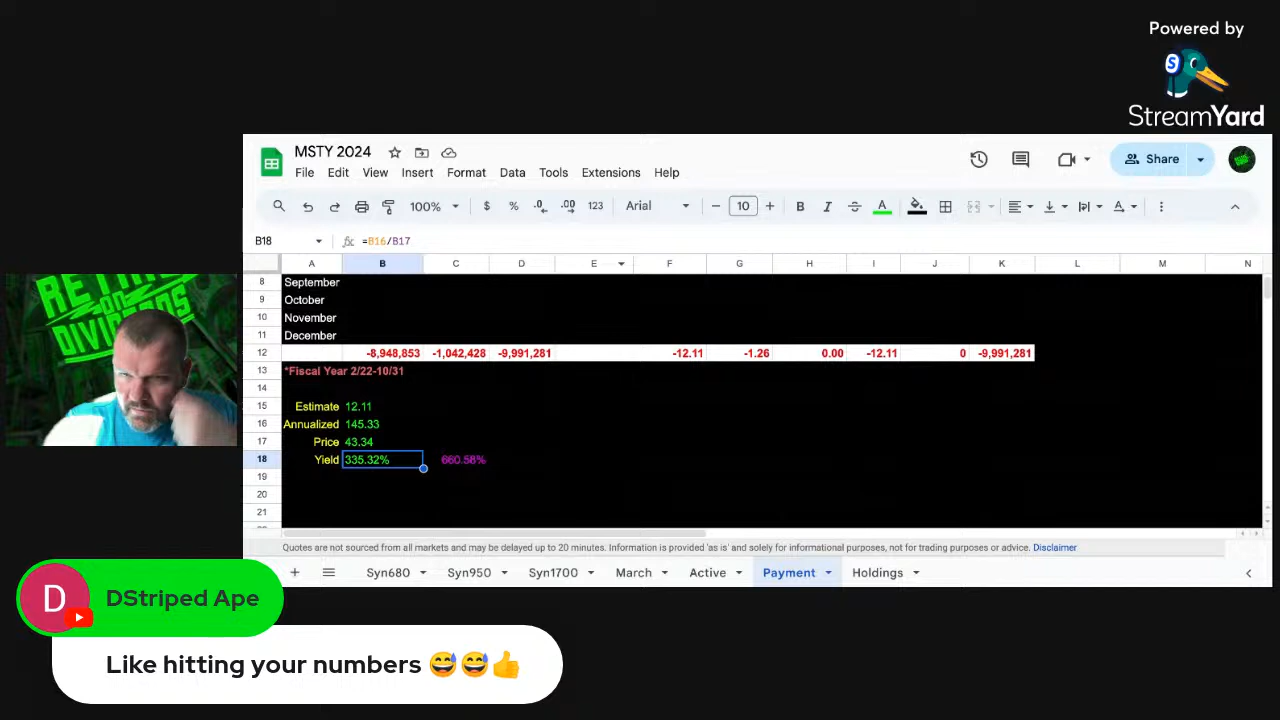 Powered by
StreamYard
MSTY 2024
File Edit View Insert Format Data Tools Extensions Help
Share
100% $ % .0 .00 123 Arial 10 B I A
B18 fx =B16/B17
A B C D E F G H I J K L M N
8 September
9 October
10 November
11 December
12 -8,948,853 -1,042,428 -9,991,281 -12.11 -1.26 0.00 -12.11 0 -9,991,281
13 *Fiscal Year 2/22-10/31
14
15 Estimate 12.11
16 Annualized 145.33
17 Price 43.34
18 Yield 335.32% 660.58%
19
20
21
Quotes are not sourced from all markets and may be delayed up to 20 minutes. Information is provided 'as is' and solely for informational purposes, not for trading purposes or advice. Disclaimer
Syn680 Syn950 Syn1700 March Active Payment Holdings
ON
DIVIDENDS
D DStriped Ape
Like hitting your numbers 😅😅👍